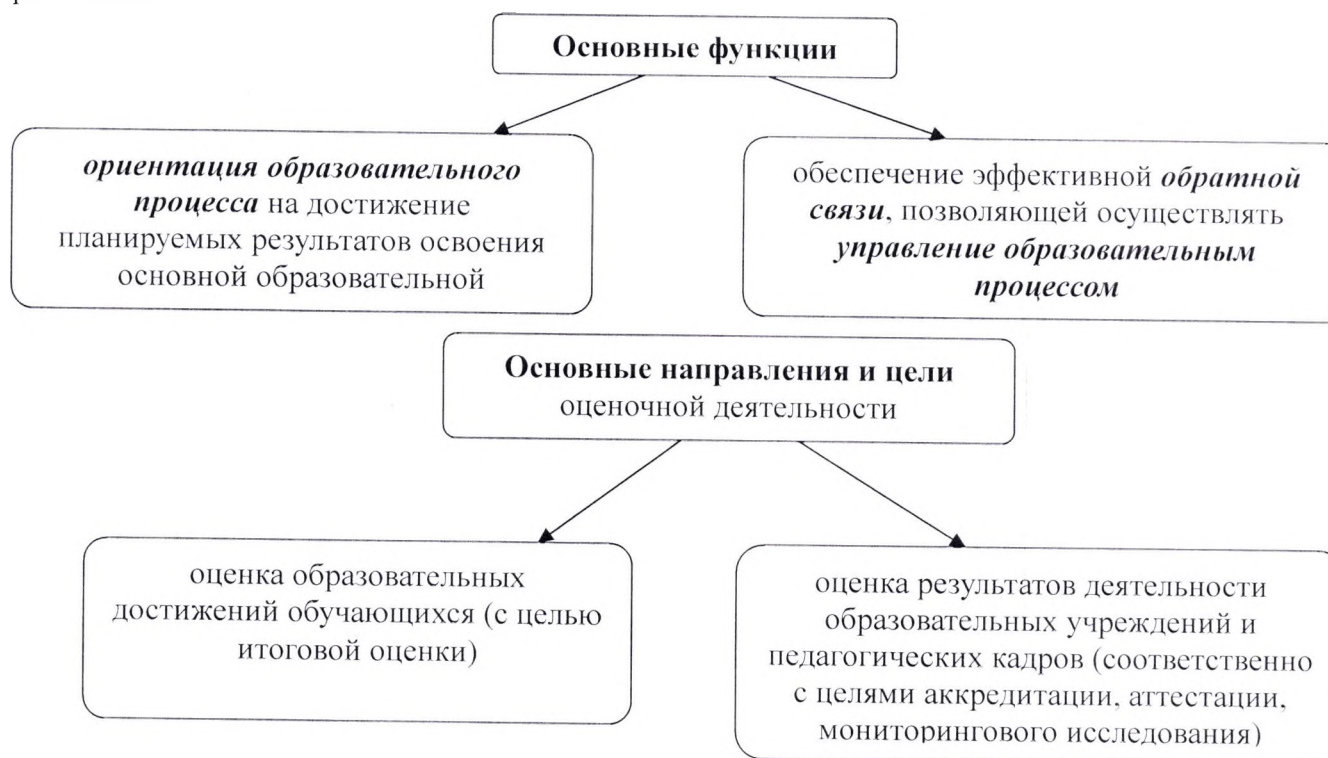 Основные функции
ориентация образовательного
процесса на достижение
планируемых результатов освоения
основной образовательной
обеспечение эффективной обратной
связи, позволяющей осуществлять
управление образовательным
процессом
Основные направления и цели
оценочной деятельности
оценка образовательных
достижений обучающихся (с целью
итоговой оценки)
оценка результатов деятельности
образовательных учреждений и
педагогических кадров (соответственно
с целями аккредитации, аттестации,
мониторингового исследования)